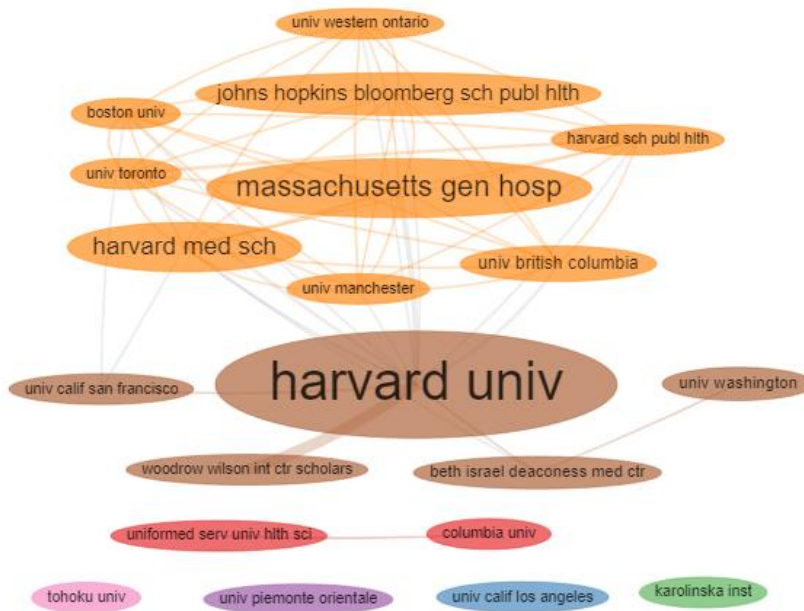 univ western ontario
johns hopkins bloomberg sch publ hlth
boston univ
harvard sch publ hlth
univ toronto
massachusetts gen hosp
harvard med sch
univ british columbia
univ manchester
harvard univ
univ calif san francisco
univ washington
woodrow wilson int ctr scholars
beth israel deaconess med ctr
uniformed serv univ hlth sci
columbia univ
tohoku univ
univ piemonte orientale
univ calif los angeles
karolinska inst